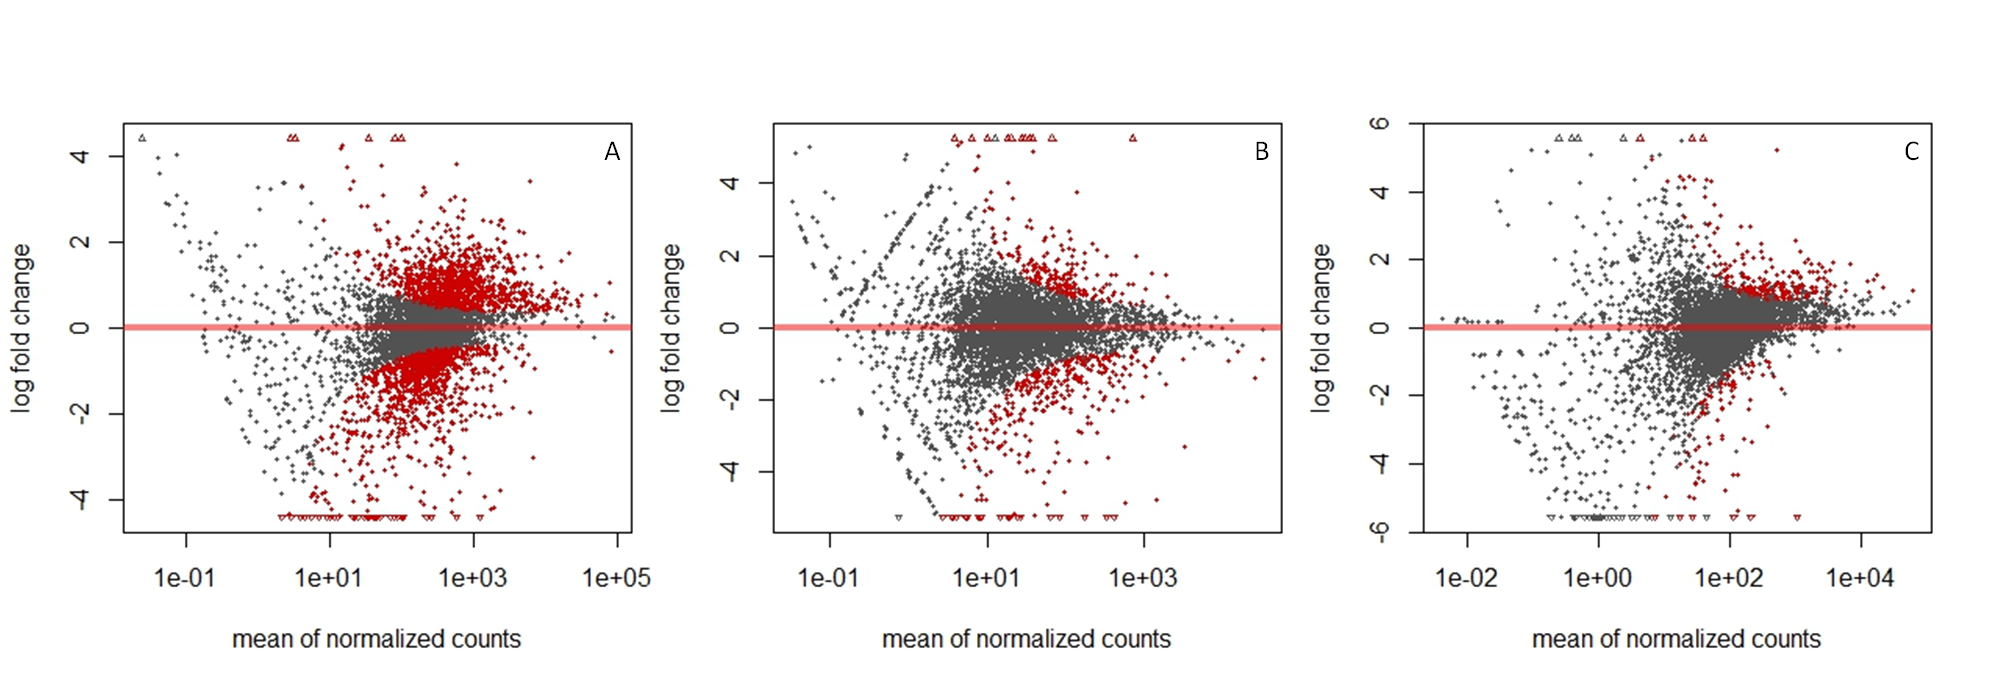 A
4
2
0
-2
-4
log fold change
1e-01 1e+01 1e+03 1e+05
mean of normalized counts
B
4
2
0
-2
-4
log fold change
1e-01 1e+01 1e+03
mean of normalized counts
C
6
4
2
0
-2
-4
-6
log fold change
1e-02 1e+00 1e+02 1e+04
mean of normalized counts